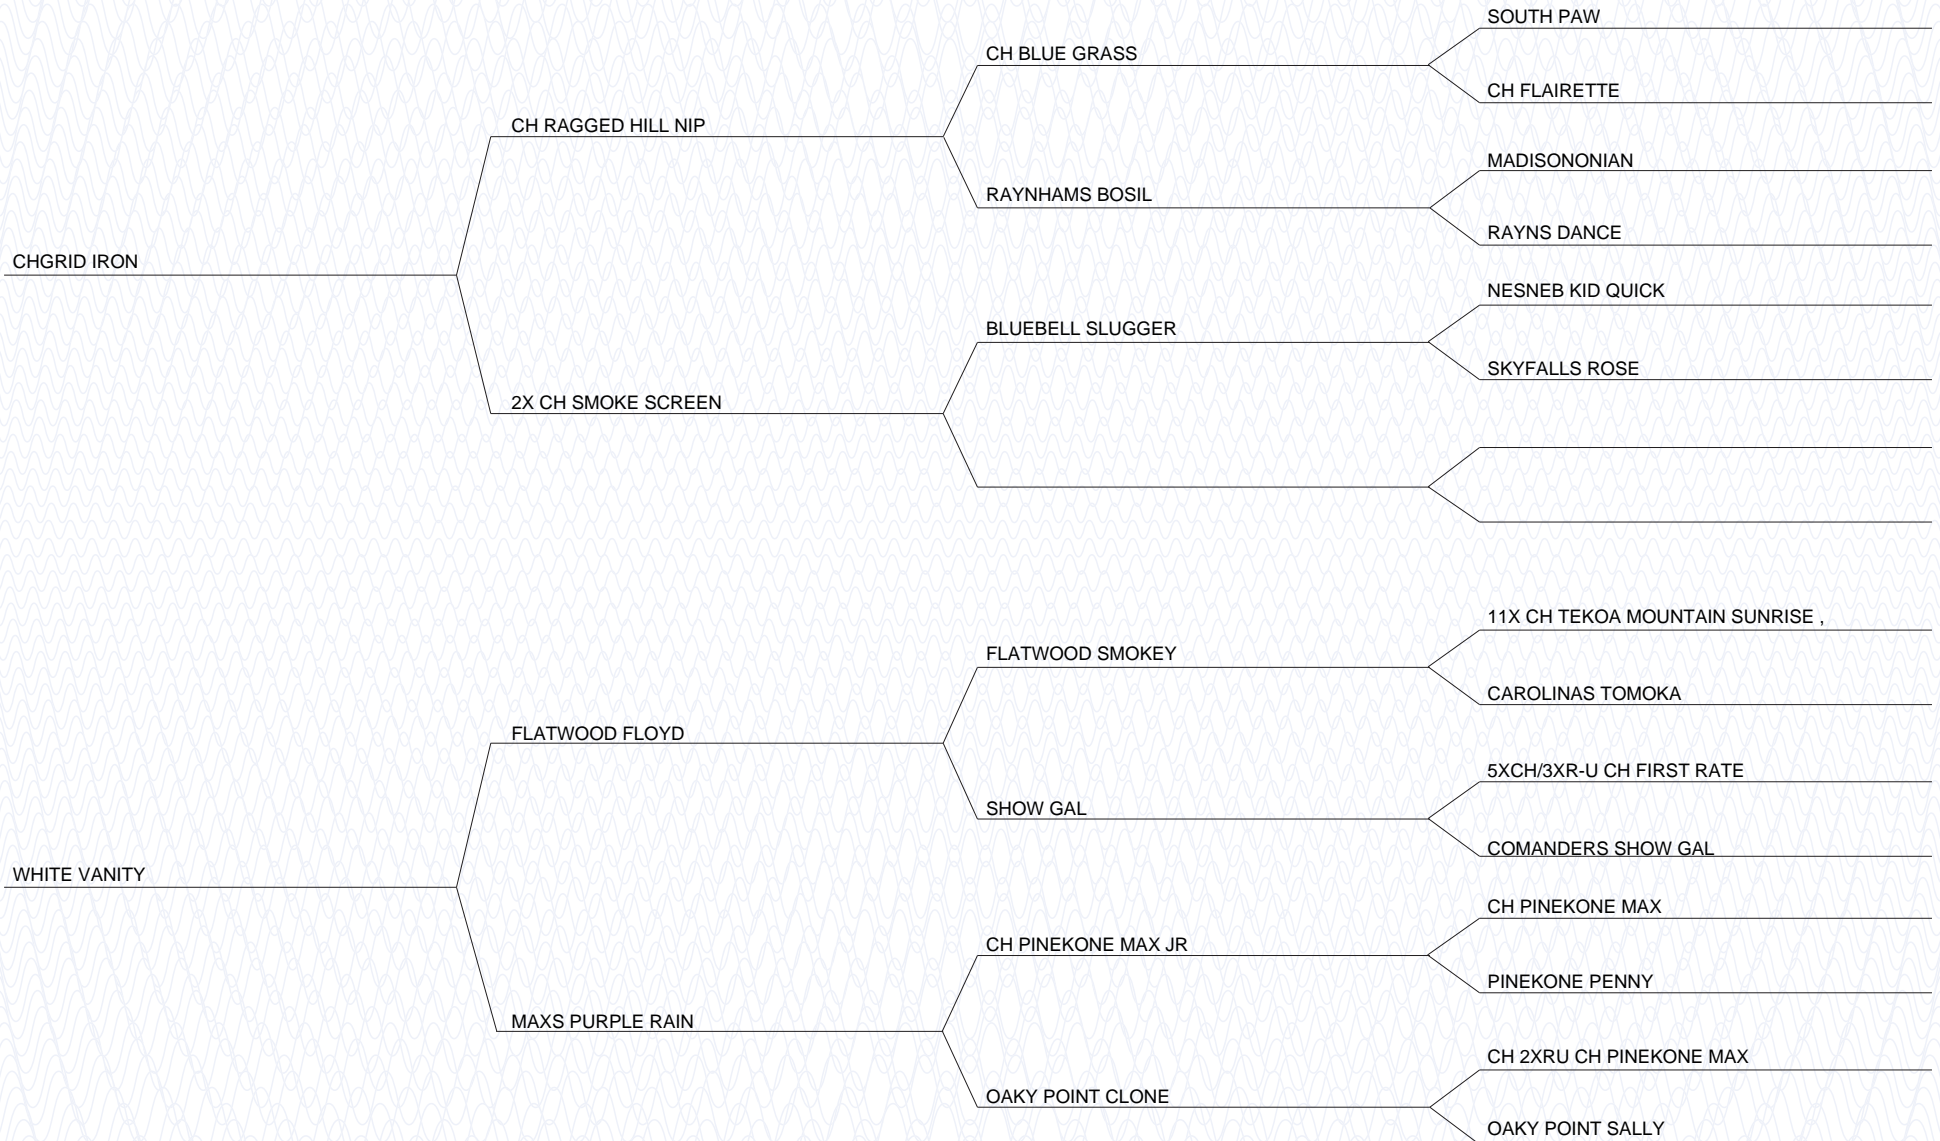 SOUTH PAW
CH BLUE GRASS
CH FLAIRETTE
CH RAGGED HILL NIP
MADISONONIAN
RAYNHAMS BOSIL
RAYNS DANCE
CHGRID IRON
NESNEB KID QUICK
BLUEBELL SLUGGER
SKYFALLS ROSE
2X CH SMOKE SCREEN
11X CH TEKOA MOUNTAIN SUNRISE ,
FLATWOOD SMOKEY
CAROLINAS TOMOKA
FLATWOOD FLOYD
5XCH/3XR-U CH FIRST RATE
SHOW GAL
COMANDERS SHOW GAL
WHITE VANITY
CH PINEKONE MAX
CH PINEKONE MAX JR
PINEKONE PENNY
MAXS PURPLE RAIN
CH 2XRU CH PINEKONE MAX
OAKY POINT CLONE
OAKY POINT SALLY